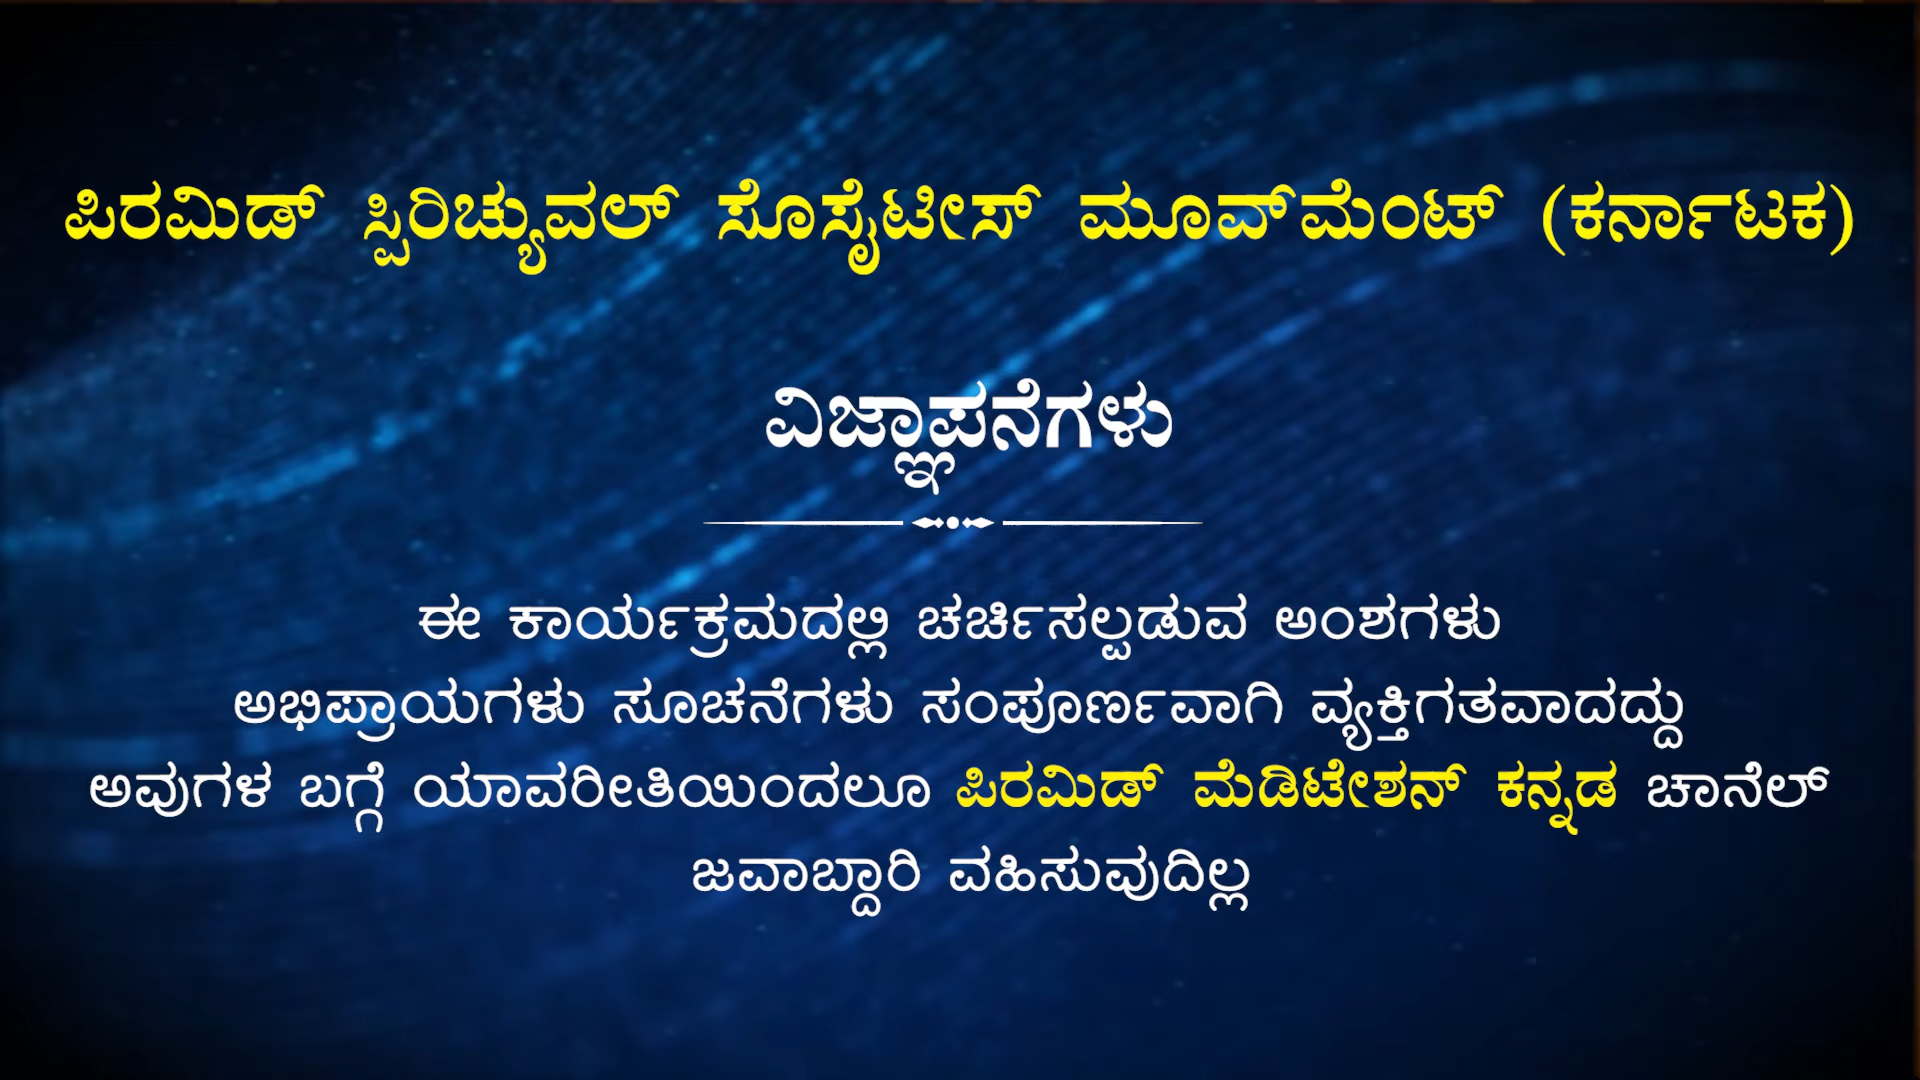 ಪಿರಮಿಡ್ ಸ್ಪಿರಿಚ್ಯುವಲ್ ಸೊಸೈಟೀಸ್ ಮೂವ್‌ಮೆಂಟ್ (ಕರ್ನಾಟಕ)
ವಿಜ್ಞಾಪನೆಗಳು
ಈ ಕಾರ್ಯಕ್ರಮದಲ್ಲಿ ಚರ್ಚಿಸಲ್ಪಡುವ ಅಂಶಗಳು
ಅಭಿಪ್ರಾಯಗಳು ಸೂಚನೆಗಳು ಸಂಪೂರ್ಣವಾಗಿ ವ್ಯಕ್ತಿಗತವಾದದ್ದು
ಅವುಗಳ ಬಗ್ಗೆ ಯಾವರೀತಿಯಿಂದಲೂ ಪಿರಮಿಡ್ ಮೆಡಿಟೇಶನ್ ಕನ್ನಡ ಚಾನೆಲ್
ಜವಾಬ್ದಾರಿ ವಹಿಸುವುದಿಲ್ಲ